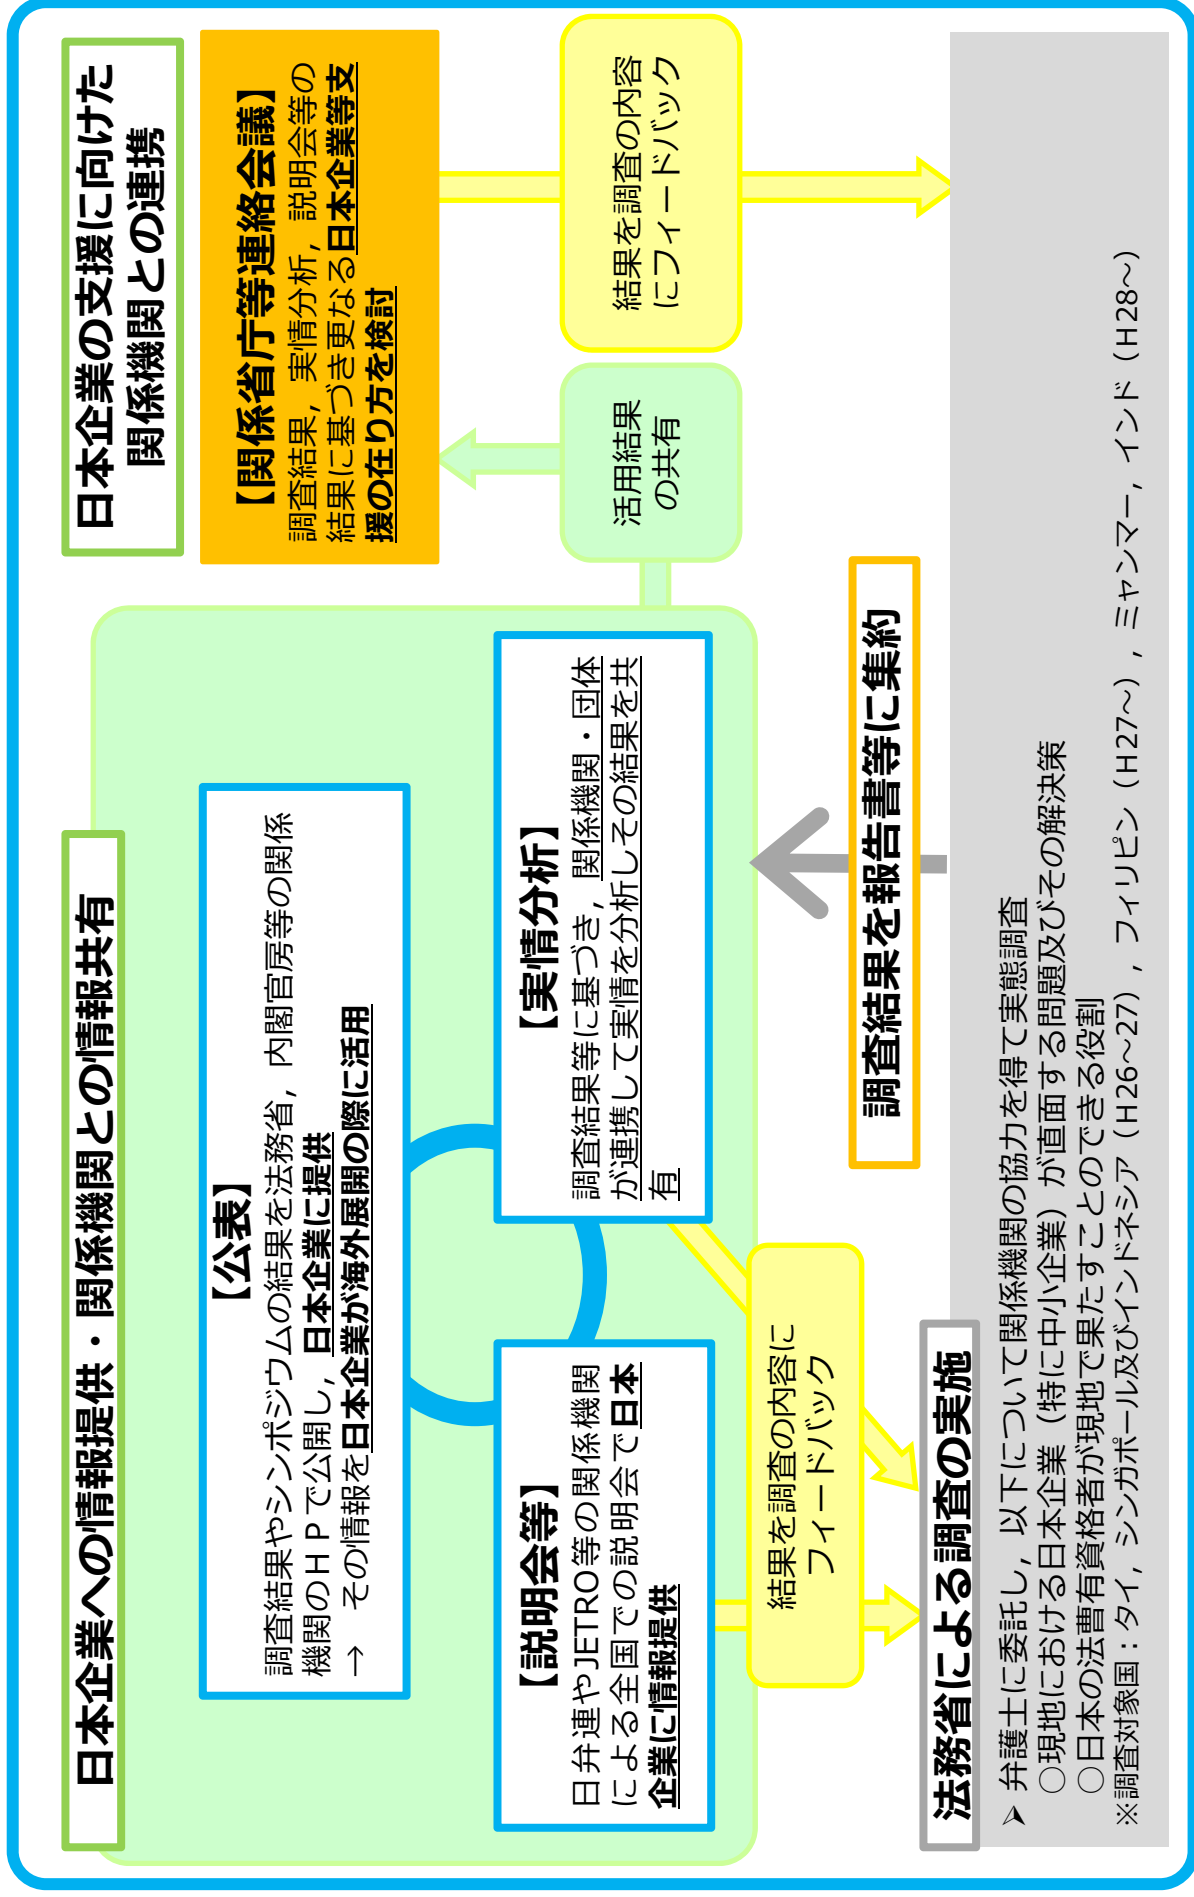 日本企業への情報提供・関係機関との情報共有
【公表】
調査結果やシンポジウムの結果を法務省，内閣官房等の関係
機関のＨＰで公開し，日本企業に提供
→　その情報を日本企業が海外展開の際に活用
【説明会等】
日弁連やJETRO等の関係機関
による全国での説明会で日本
企業に情報提供
【実情分析】
調査結果等に基づき，関係機関・団体
が連携して実情を分析しその結果を共
有
日本企業の支援に向けた
関係機関との連携
【関係省庁等連絡会議】
調査結果，実情分析，説明会等の
結果に基づき更なる日本企業等支
援の在り方を検討
活用結果
の共有
結果を調査の内容
にフィードバック
結果を調査の内容に
フィードバック
調査結果を報告書等に集約
法務省による調査の実施
➢ 弁護士に委託し，以下について関係機関の協力を得て実態調査
○現地における日本企業（特に中小企業）が直面する問題及びその解決策
○日本の法曹有資格者が現地で果たすことのできる役割
※調査対象国：タイ，シンガポール及びインドネシア（H26～27），フィリピン（H27～），ミャンマー，インド（H28～）